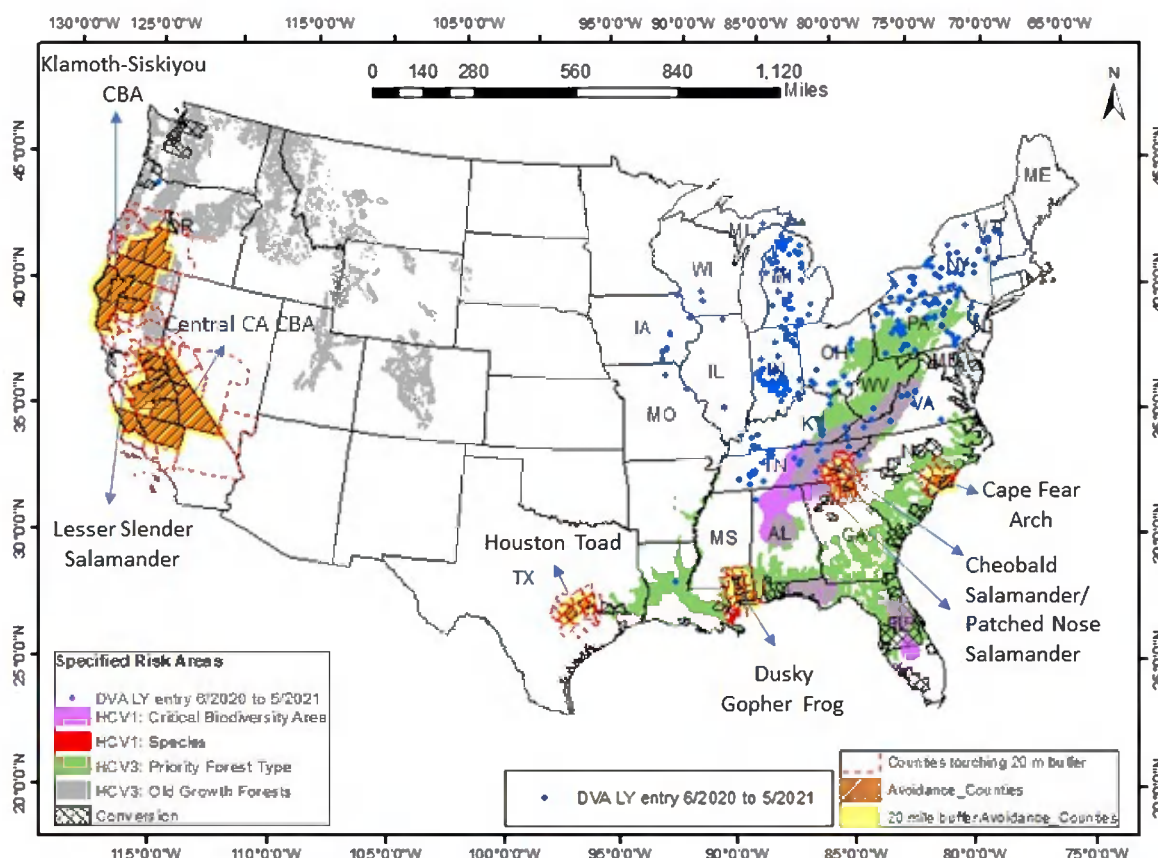 130°0'0"W 125°0'0"W 115°0'0"W 105°0'0"W 90°0'0"W 85°0'0"W 80°0'0"W 75°0'0"W 70°0'0"W 65°0'0"W
Klamoth-Siskiyou
CBA
0 140 280 560 840 1,120
Miles
N
45°0'0"N
40°0'0"N
35°0'0"N
30°0'0"N
25°0'0"N
20°0'0"N
ME
VT
NY
MI
WI
PA
IA
OH
IL
WV
VA
MO
KY
TN
MS
AL
GA
TX
Central CA CBA
Lesser Slender
Salamander
Houston Toad
Cape Fear
Arch
Cheobald
Salamander/
Patched Nose
Salamander
Dusky
Gopher Frog
Specified Risk Areas
DVA LY entry 6/2020 to 5/2021
HCV1: Critical Biodiversity Area
HCV1: Species
HCV3: Priority Forest Type
HCV3: Old Growth Forests
Conversion
DVA LY entry 6/2020 to 5/2021
Counties touching 20 m buffer
Avoidance_Counties
20 mile buffer Avoidance_Counties
115°0'0"W 110°0'0"W 105°0'0"W 100°0'0"W 95°0'0"W 90°0'0"W 85°0'0"W 80°0'0"W 75°0'0"W